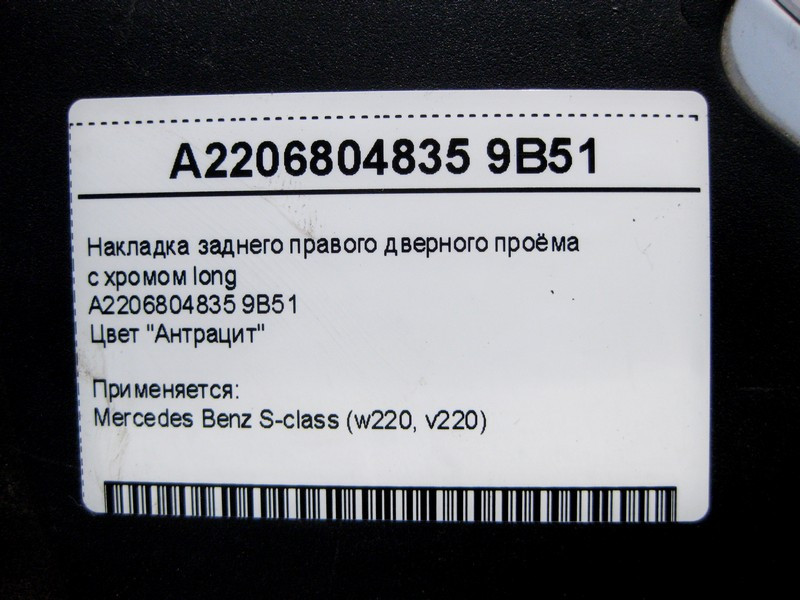 A2206804835 9B51
Накладка заднего правого дверного проёма
с хромом long
A2206804835 9B51
Цвет "Антрацит"
Применяется:
Mercedes Benz S-class (w220, v220)